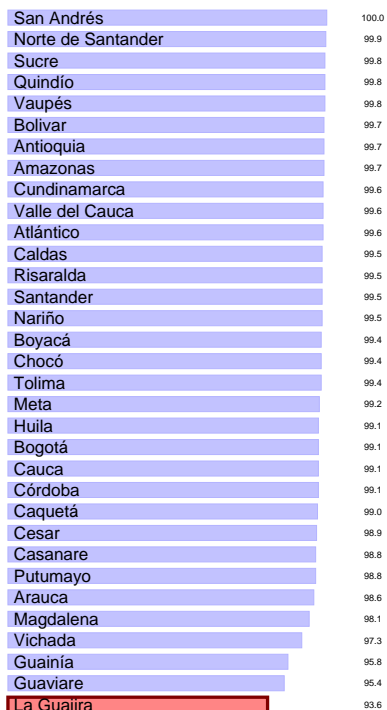 San Andrés 100.0
Norte de Santander 99.9
Sucre 99.8
Quindío 99.8
Vaupés 99.8
Bolivar 99.7
Antioquia 99.7
Amazonas 99.7
Cundinamarca 99.6
Valle del Cauca 99.6
Atlántico 99.6
Caldas 99.5
Risaralda 99.5
Santander 99.5
Nariño 99.5
Boyacá 99.4
Chocó 99.4
Tolima 99.4
Meta 99.2
Huila 99.1
Bogotá 99.1
Cauca 99.1
Córdoba 99.1
Caquetá 99.0
Cesar 98.9
Casanare 98.8
Putumayo 98.8
Arauca 98.6
Magdalena 98.1
Vichada 97.3
Guainía 95.8
Guaviare 95.4
La Guajira 93.6